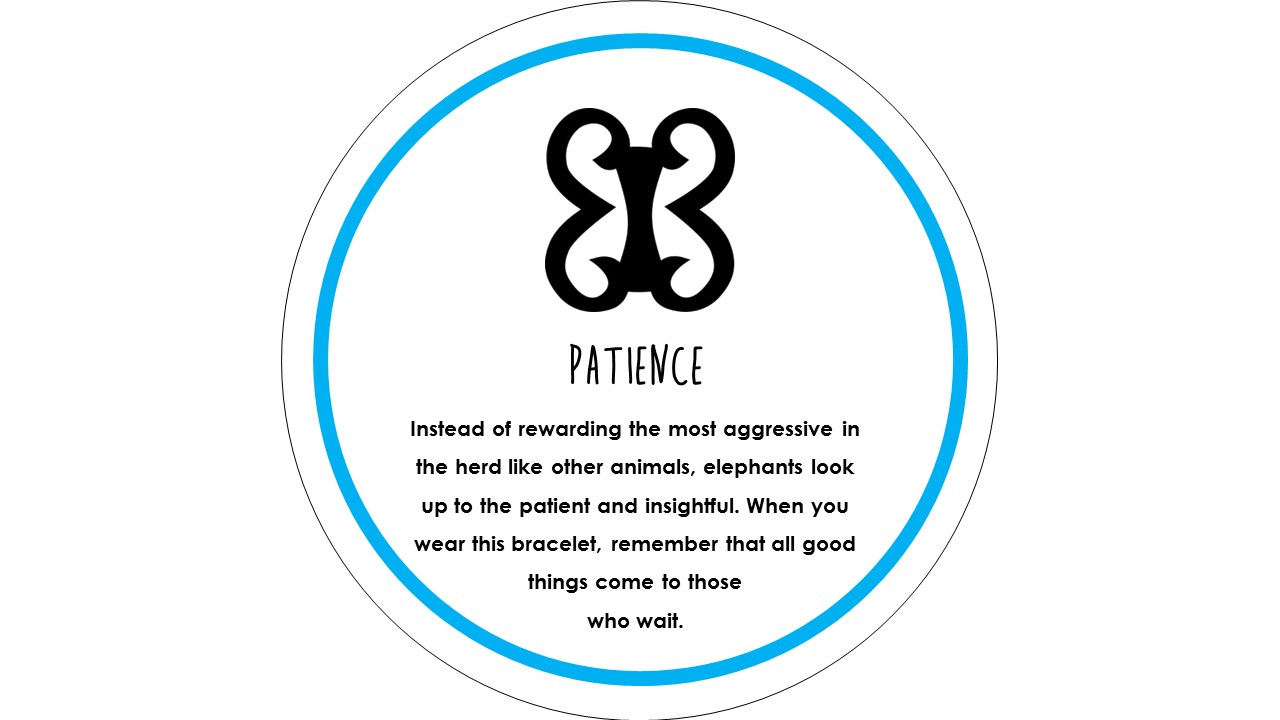 PATIENCE
Instead of rewarding the most aggressive in
the herd like other animals, elephants look
up to the patient and insightful. When you
wear this bracelet, remember that all good
things come to those
who wait.